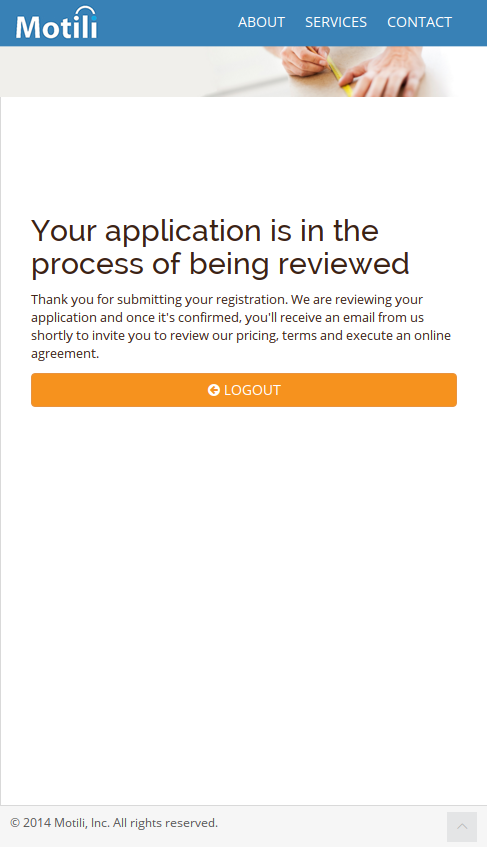 Motili
ABOUT SERVICES CONTACT
Your application is in the
process of being reviewed
Thank you for submitting your registration. We are reviewing your
application and once it's confirmed, you'll receive an email from us
shortly to invite you to review our pricing, terms and execute an online
agreement.
LOGOUT
© 2014 Motili, Inc. All rights reserved.